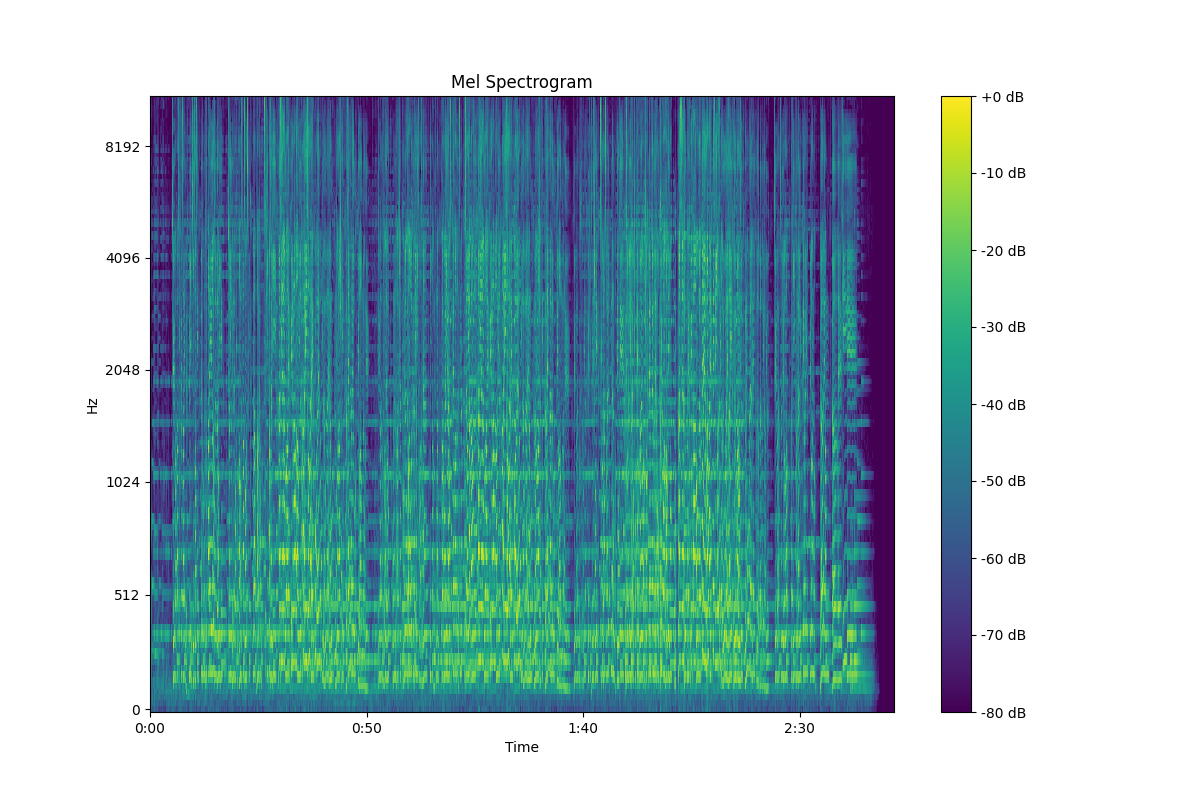 Mel Spectrogram
+0 dB
8192
-10 dB
-20 dB
4096
-30 dB
2048
-40 dB
Hz
1024
-50 dB
-60 dB
512
-70 dB
0
-80 dB
0:00 0:50 1:40 2:30
Time